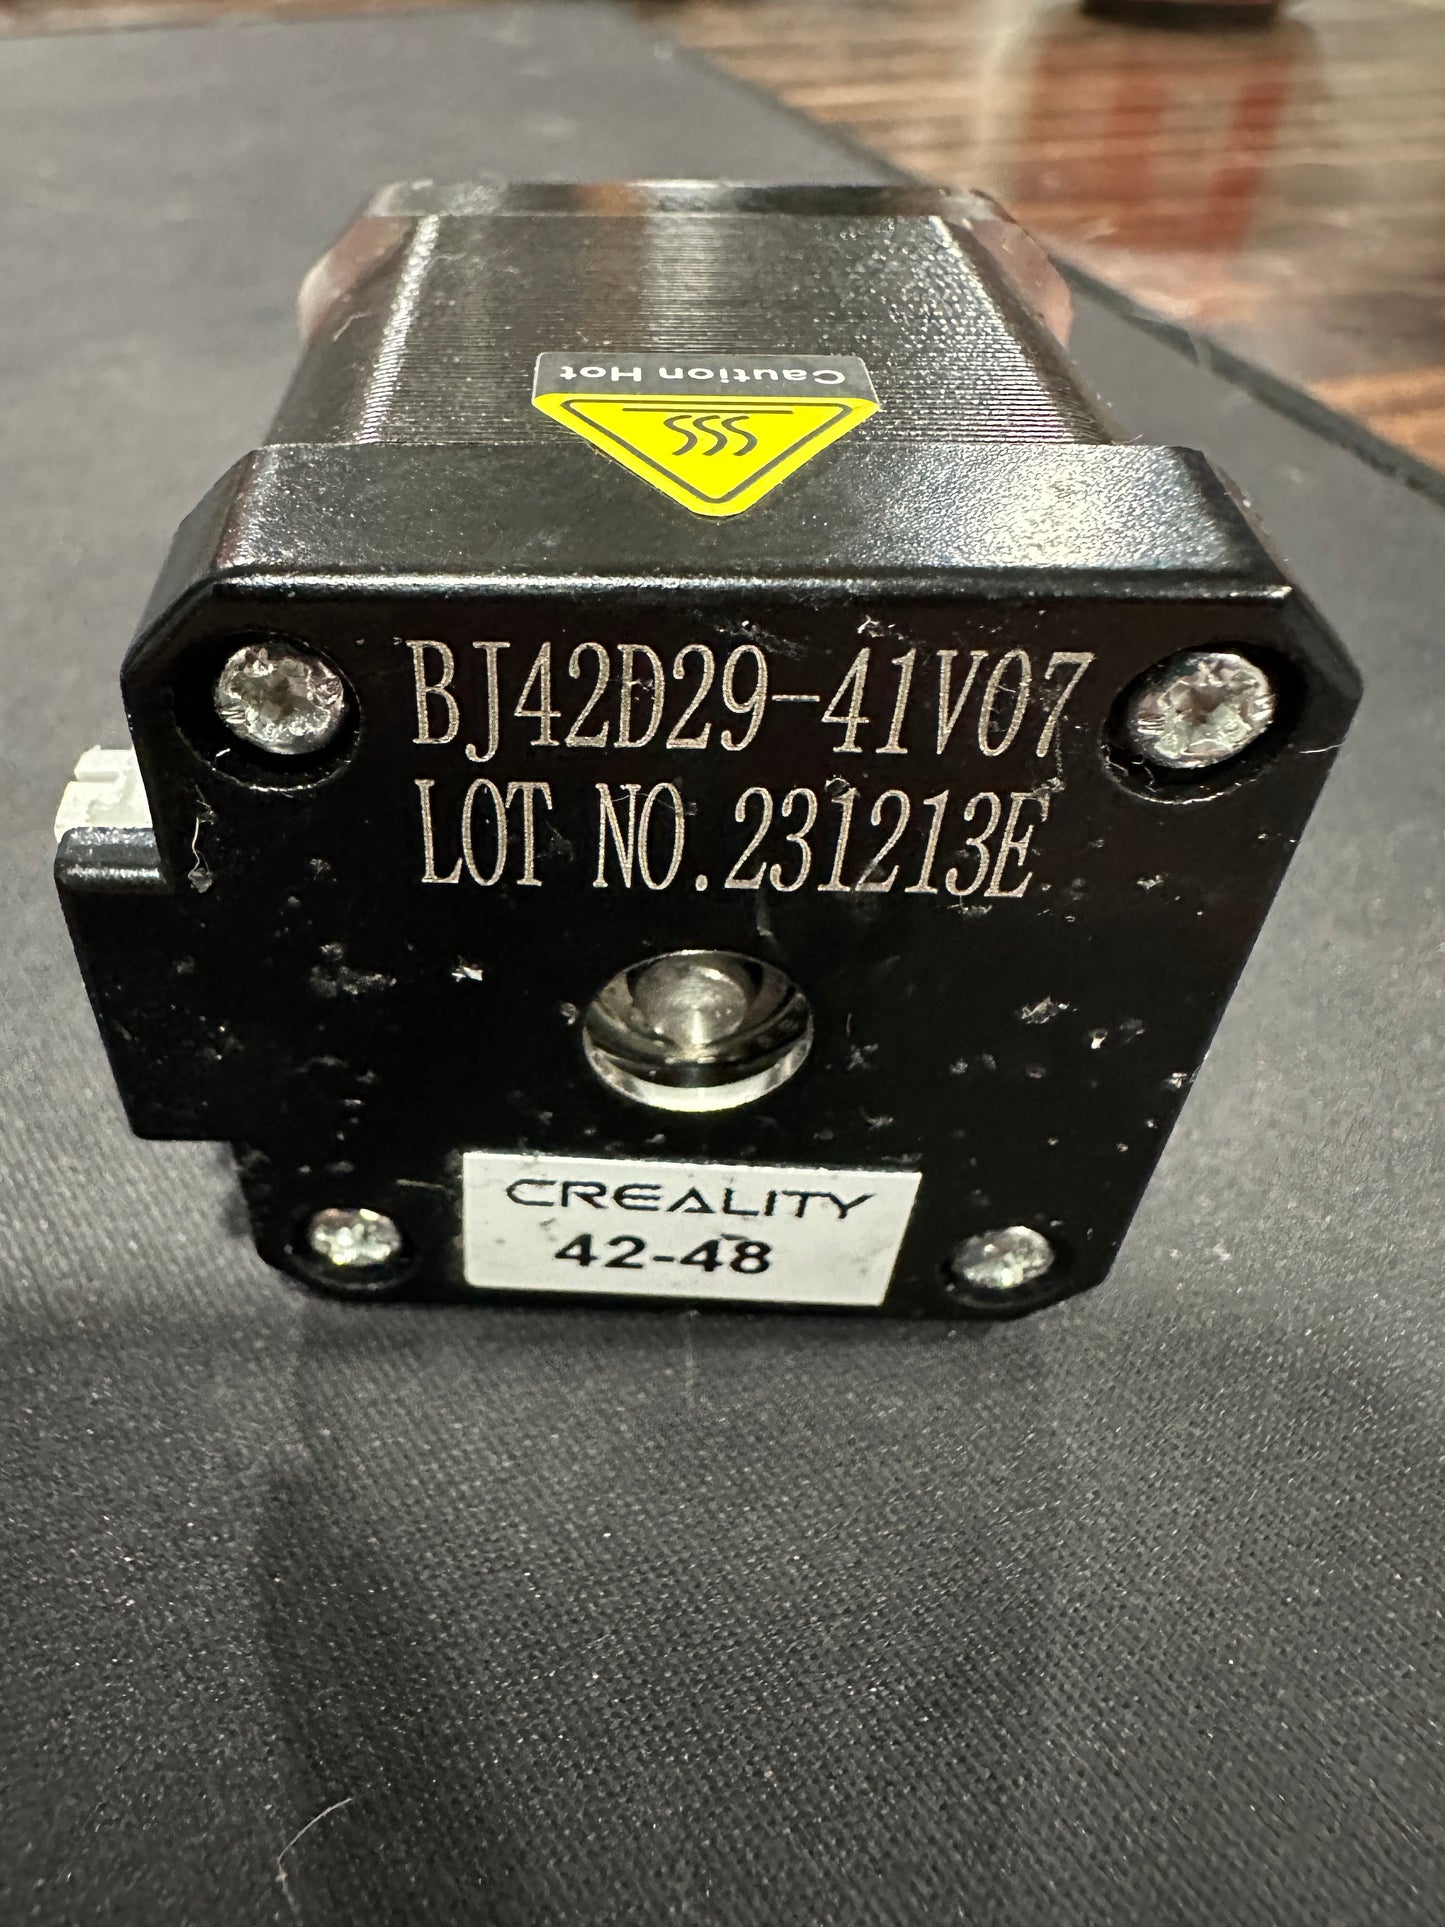 Caution Hot
BJ42D29-41V07
LOT NO.231213E
CREALITY
42-48